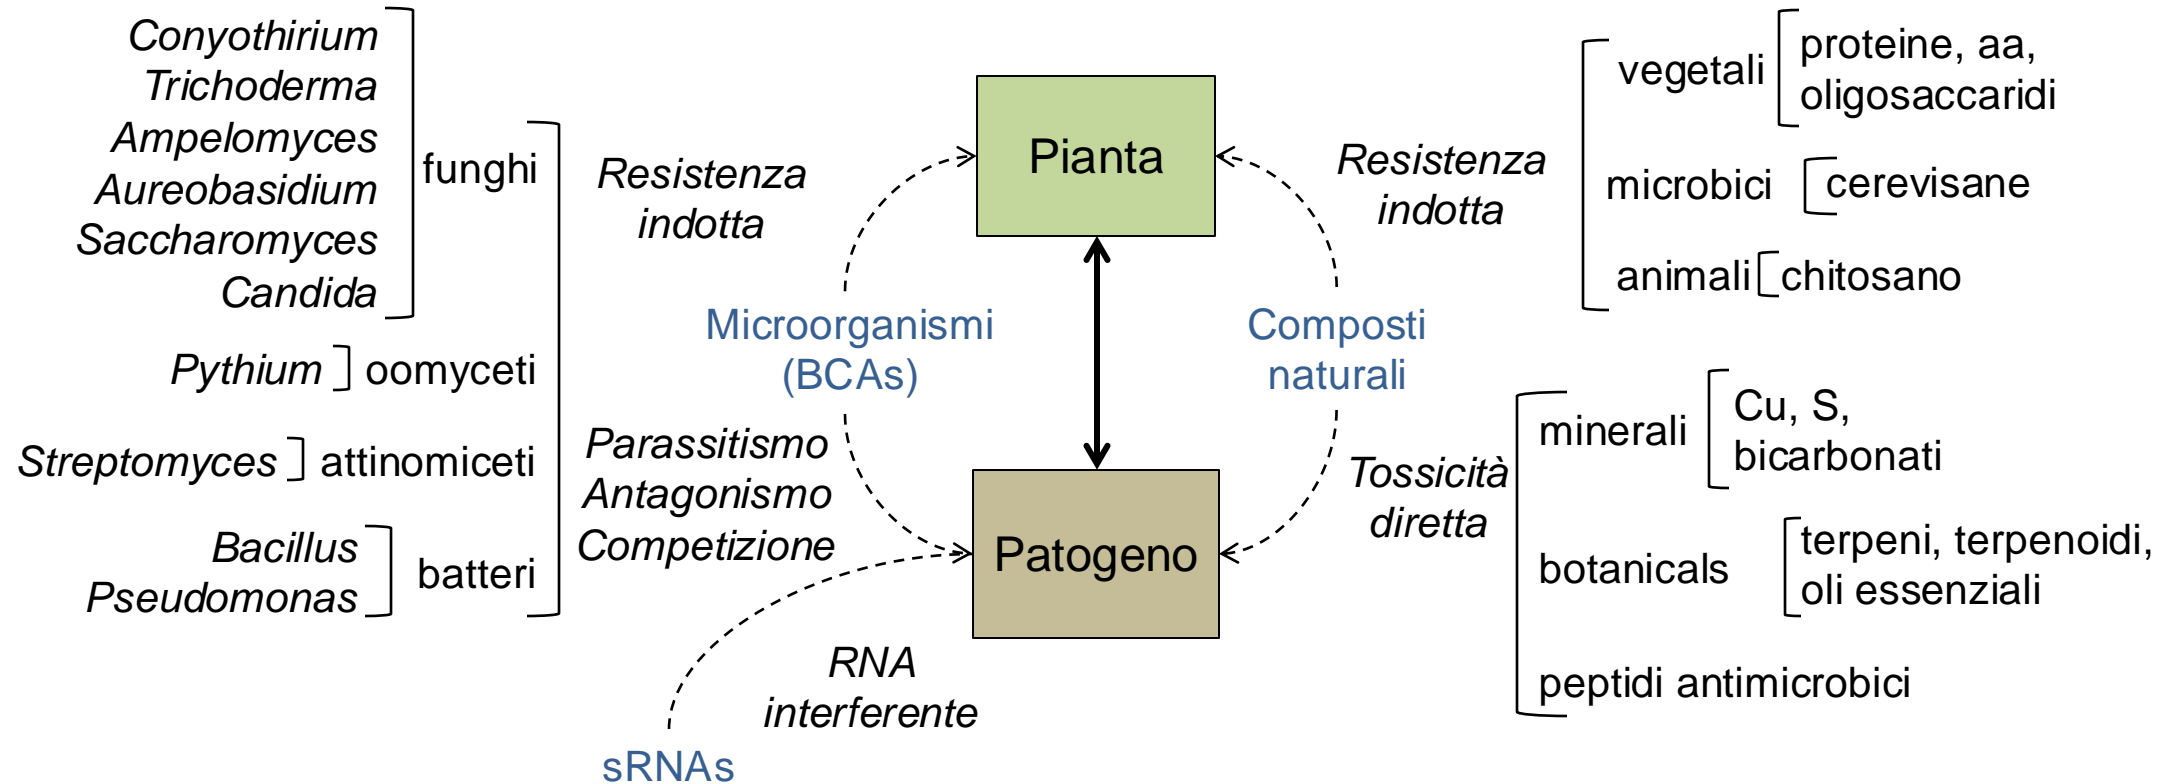 Conyothirium
Trichoderma
Ampelomyces
Aureobasidium
Saccharomyces
Candida
funghi
Pythium
oomyceti
Streptomyces
attinomiceti
Bacillus
Pseudomonas
batteri
Resistenza
indotta
Microorganismi
(BCAs)
Parassitismo
Antagonismo
Competizione
RNA
interferente
sRNAs
Pianta
Patogeno
Composti
naturali
Resistenza
indotta
vegetali
proteine, aa,
oligosaccaridi
microbici
cerevisane
animali
chitosano
Tossicità
diretta
minerali
Cu, S,
bicarbonati
botanicals
terpeni, terpenoidi,
oli essenziali
peptidi antimicrobici